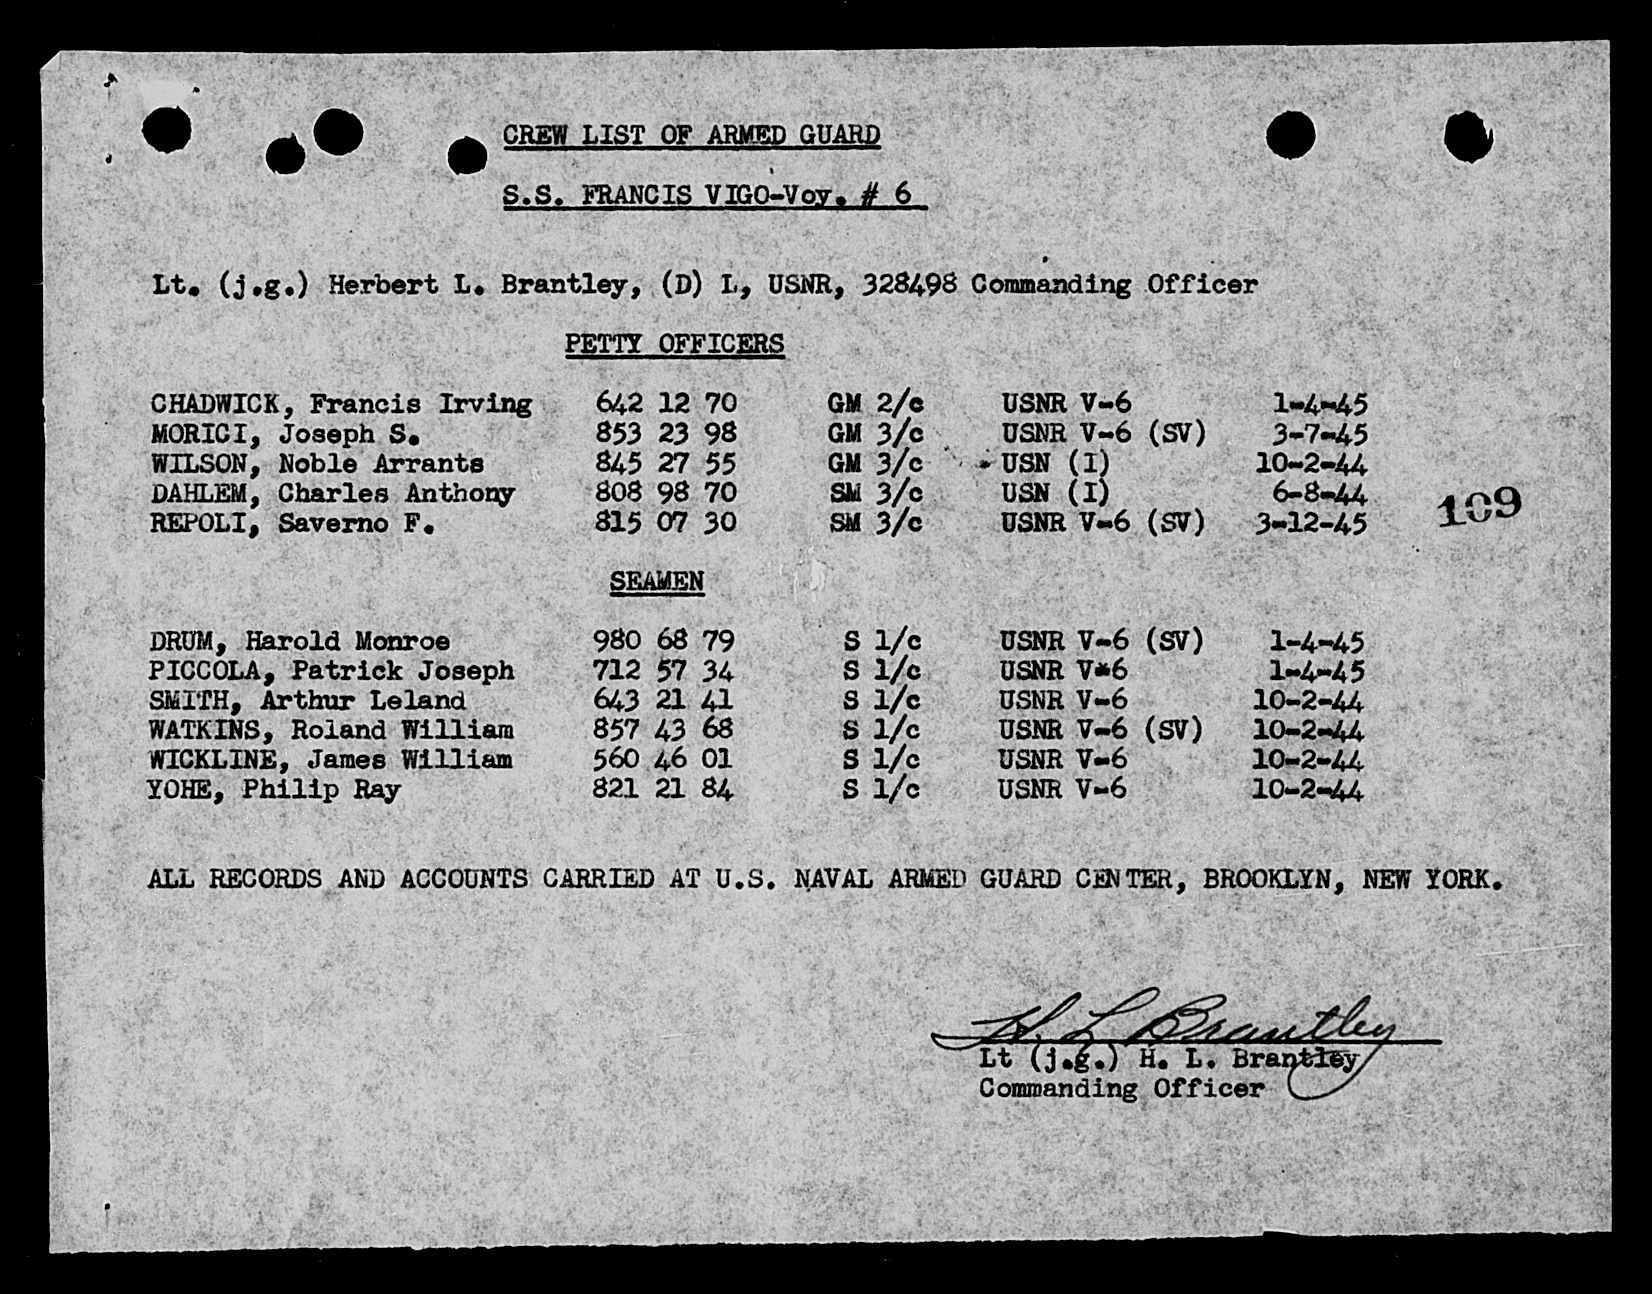 CREW LIST OF ARMED GUARD
S.S. FRANCIS VIGO-Voy. # 6
Lt. (j.g.) Herbert L. Brantley, (D) L, USNR, 328498 Commanding Officer
PETTY OFFICERS
CHADWICK, Francis Irving 642 12 70 GM 2/c USNR V-6 1-4-45
MORICI, Joseph S. 853 23 98 GM 3/c USNR V-6 (SV) 3-7-45
WILSON, Noble Arrants 845 27 55 GM 3/c USN (I) 10-2-44
DAHLEM, Charles Anthony 808 98 70 SM 3/c USN (I) 6-8-44
REPOLI, Saverno F. 815 07 30 SM 3/c USNR V-6 (SV) 3-12-45
109
SEAMEN
DRUM, Harold Monroe 980 68 79 S 1/c USNR V-6 (SV) 1-4-45
PICCOLA, Patrick Joseph 712 57 34 S 1/c USNR V*6 1-4-45
SMITH, Arthur Leland 643 21 41 S 1/c USNR V-6 10-2-44
WATKINS, Roland William 857 43 68 S 1/c USNR V-6 (SV) 10-2-44
WICKLINE, James William 560 46 01 S 1/c USNR V-6 10-2-44
YOHE, Philip Ray 821 21 84 S 1/c USNR V-6 10-2-44
ALL RECORDS AND ACCOUNTS CARRIED AT U.S. NAVAL ARMED GUARD CENTER, BROOKLYN, NEW YORK.
H. L Brantley
Lt (j.g.) H. L. Brantley
Commanding Officer